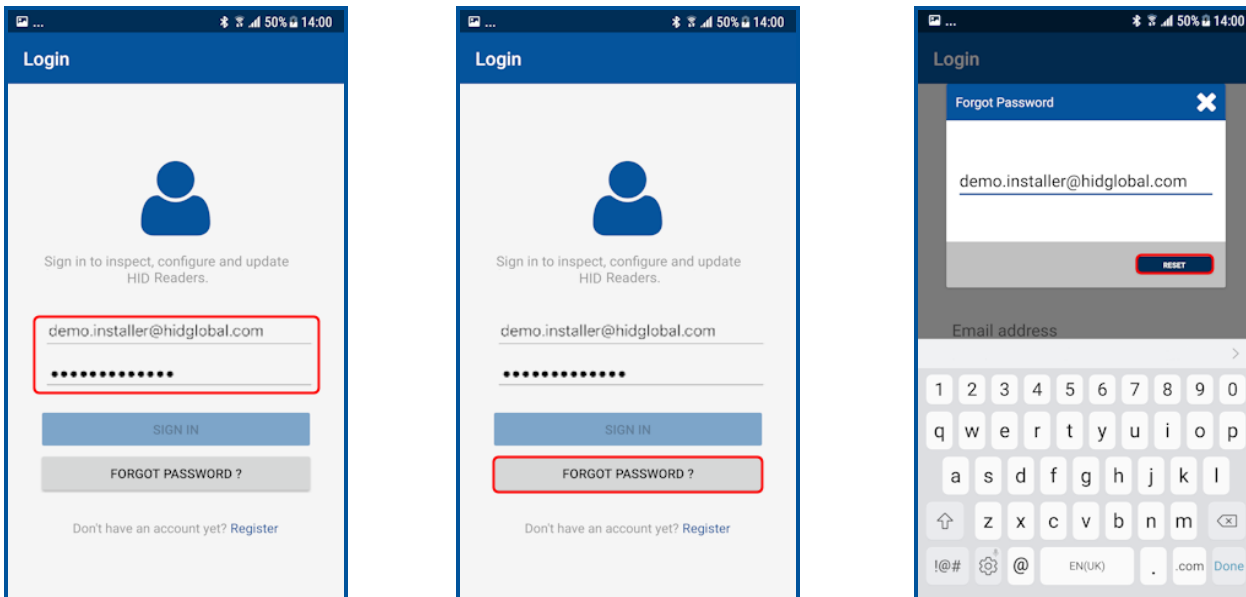 ... 50% 14:00
Login
Sign in to inspect, configure and update
HID Readers.
demo.installer@hidglobal.com
•••••••••••••
SIGN IN
FORGOT PASSWORD ?
Don't have an account yet? Register
... 50% 14:00
Login
Sign in to inspect, configure and update
HID Readers.
demo.installer@hidglobal.com
•••••••••••••
SIGN IN
FORGOT PASSWORD ?
Don't have an account yet? Register
... 50% 14:00
Login
Forgot Password
demo.installer@hidglobal.com
RESET
Email address
1 2 3 4 5 6 7 8 9 0
q w e r t y u i o p
a s d f g h j k l
z x c v b n m
!@# @ EN(UK) . .com Done